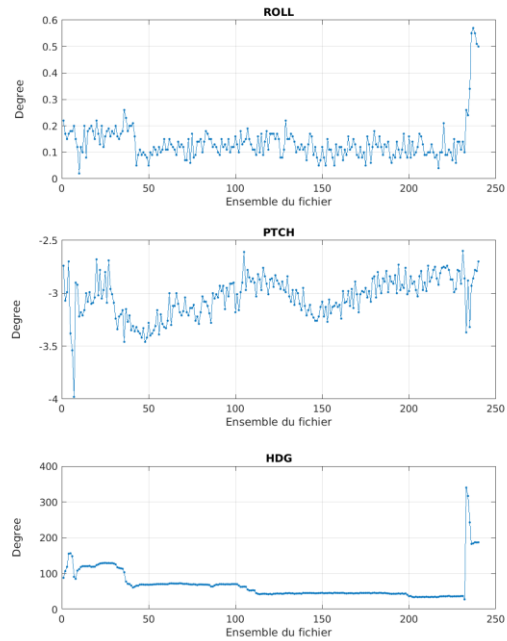 ROLL
0.6
0.5
0.4
0.3
0.2
0.1
0
Degree
0 50 100 150 200 250
Ensemble du fichier
PTCH
-2.5
-3
-3.5
-4
Degree
0 50 100 150 200 250
Ensemble du fichier
HDG
400
300
200
100
0
Degree
0 50 100 150 200 250
Ensemble du fichier